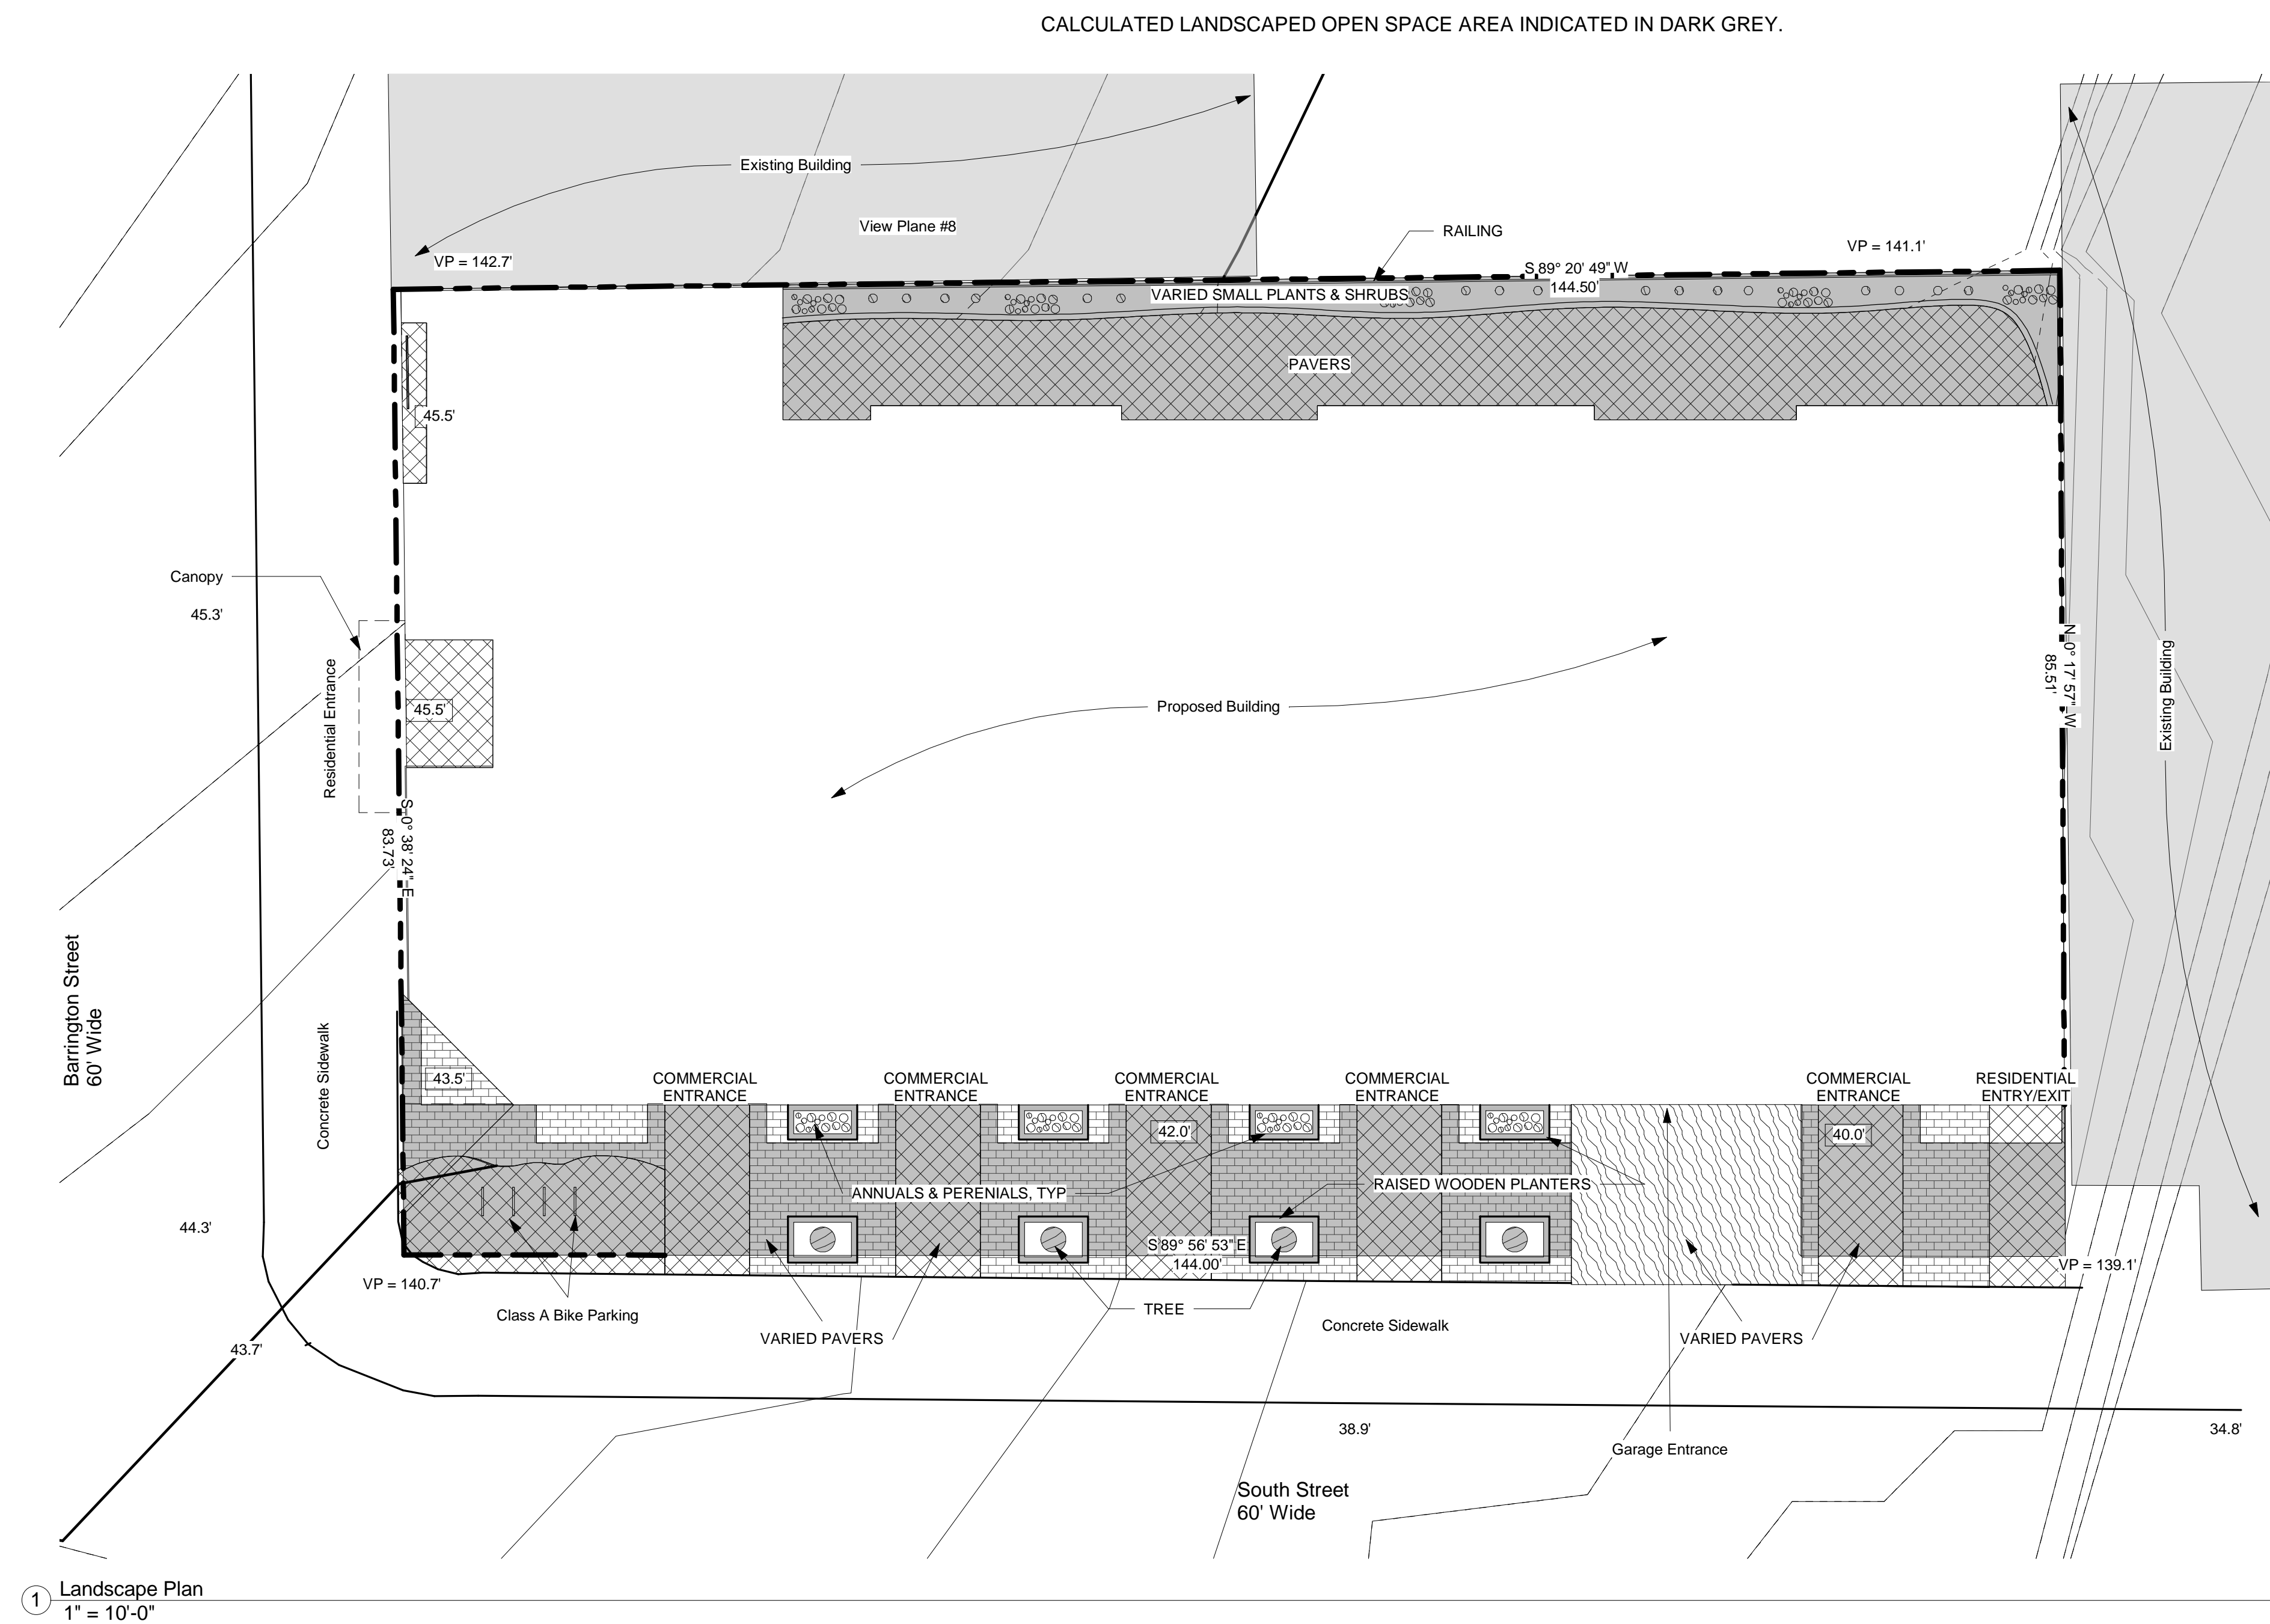 CALCULATED LANDSCAPED OPEN SPACE AREA INDICATED IN DARK GREY.
Existing Building
View Plane #8
RAILING
VP = 142.7'
VP = 141.1'
S 89° 20' 49" W
144.50'
VARIED SMALL PLANTS & SHRUBS
PAVERS
45.5'
Canopy
45.3'
Residential Entrance
45.5'
Proposed Building
N 0° 17' 57" W
85.51'
Existing Building
S 0° 38' 24" E
83.73'
Barrington Street
60' Wide
Concrete Sidewalk
43.5'
COMMERCIAL
ENTRANCE
COMMERCIAL
ENTRANCE
COMMERCIAL
ENTRANCE
COMMERCIAL
ENTRANCE
COMMERCIAL
ENTRANCE
RESIDENTIAL
ENTRY/EXIT
42.0'
40.0'
ANNUALS & PERENIALS, TYP
RAISED WOODEN PLANTERS
44.3'
S 89° 56' 53" E
144.00'
VP = 140.7'
VP = 139.1'
Class A Bike Parking
TREE
VARIED PAVERS
Concrete Sidewalk
VARIED PAVERS
43.7'
38.9'
34.8'
Garage Entrance
South Street
60' Wide
1
Landscape Plan
1" = 10'-0"